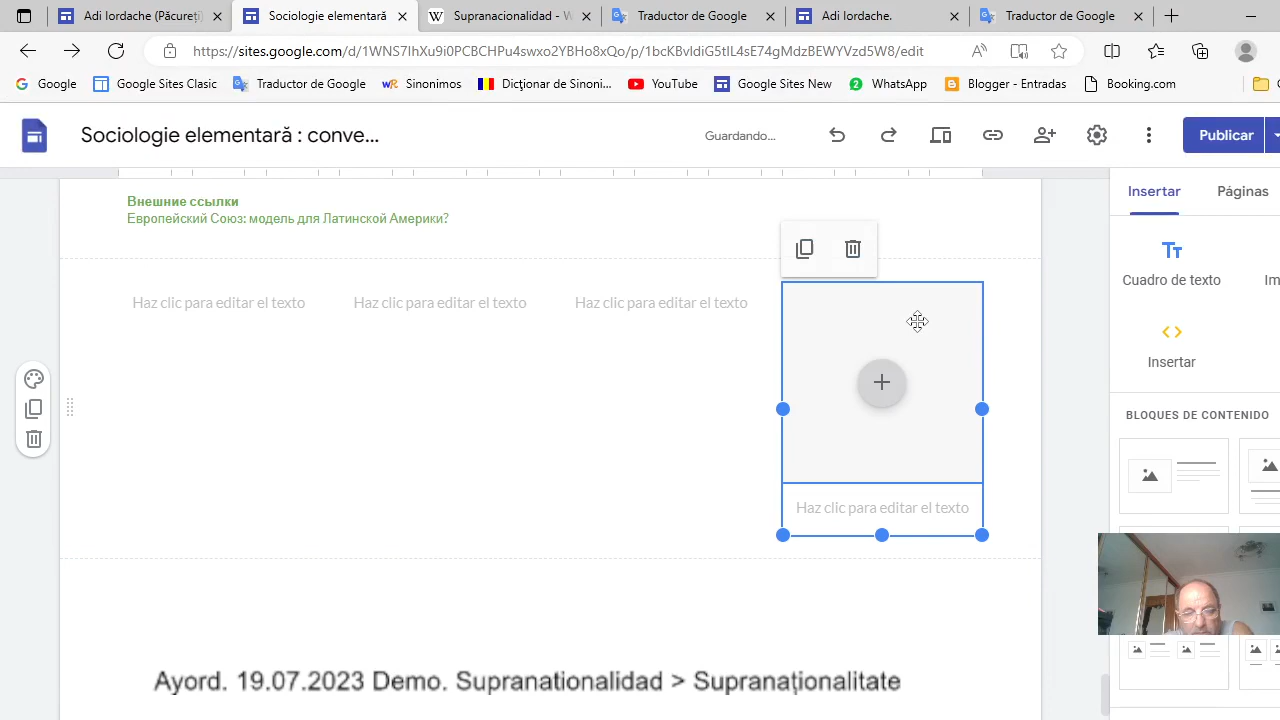 Adi Iordache (Păcureți)
Sociologie elementară
Supranacionalidad - W
Traductor de Google
Adi Iordache.
Traductor de Google
https://sites.google.com/d/1WNS7IhXu9i0PCBCHPu4swxo2YBHo8xQo/p/1bcKBvIdiG5tIL4sE74gMdzBEWYVzd5W8/edit
Google
Google Sites Clasic
Traductor de Google
Sinonimos
Dicționar de Sinoni...
YouTube
Google Sites New
2 WhatsApp
Blogger - Entradas
Booking.com
Sociologie elementară : conve...
Guardando...
Publicar
Insertar Páginas
Внешние ссылки
Европейский Союз: модель для Латинской Америки?
Cuadro de texto
Im
Haz clic para editar el texto
Haz clic para editar el texto
Haz clic para editar el texto
Insertar
BLOQUES DE CONTENIDO
Haz clic para editar el texto
Ayord. 19.07.2023 Demo. Supranationalidad > Supranaționalitate